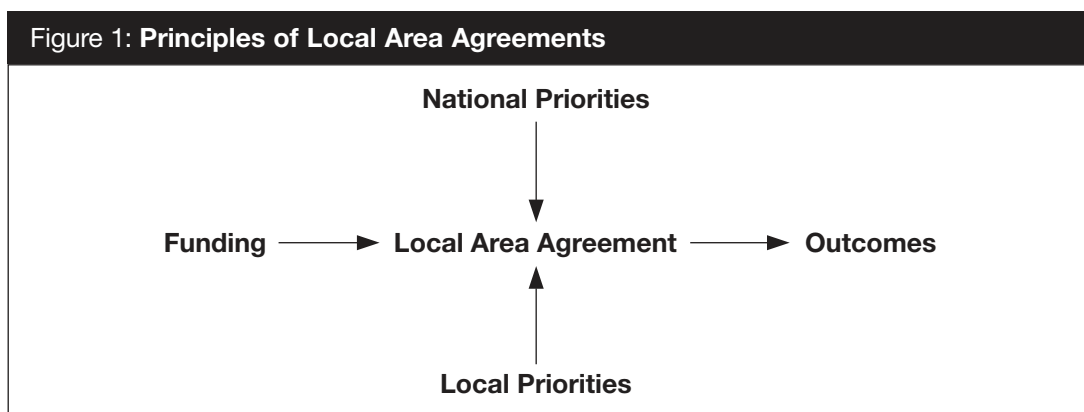 Figure 1: Principles of Local Area Agreements
National Priorities
Funding
Local Area Agreement
Outcomes
Local Priorities